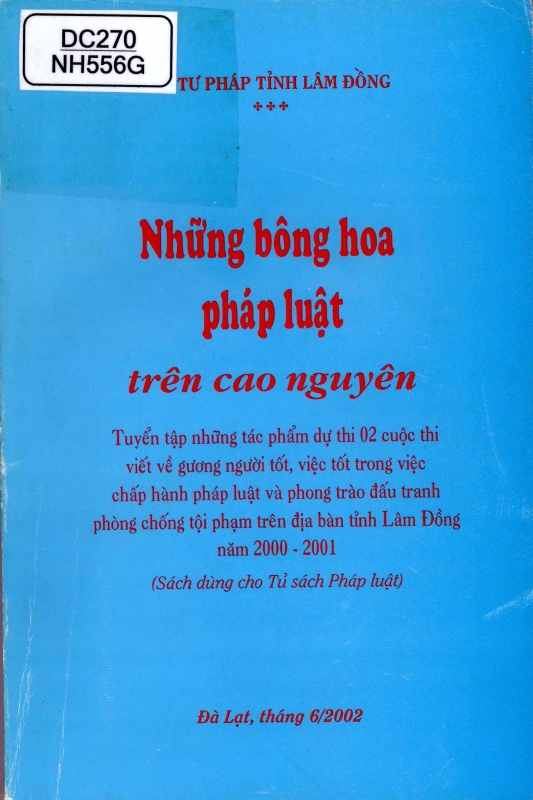 DC270
NH556G
TƯ PHÁP TỈNH LÂM ĐỒNG
Những bông hoa
pháp luật
trên cao nguyên
Tuyển tập những tác phẩm dự thi 02 cuộc thi
viết về gương người tốt, việc tốt trong việc
chấp hành pháp luật và phong trào đấu tranh
phòng chống tội phạm trên địa bàn tỉnh Lâm Đồng
năm 2000 - 2001
(Sách dùng cho Tủ sách Pháp luật)
Đà Lạt, tháng 6/2002